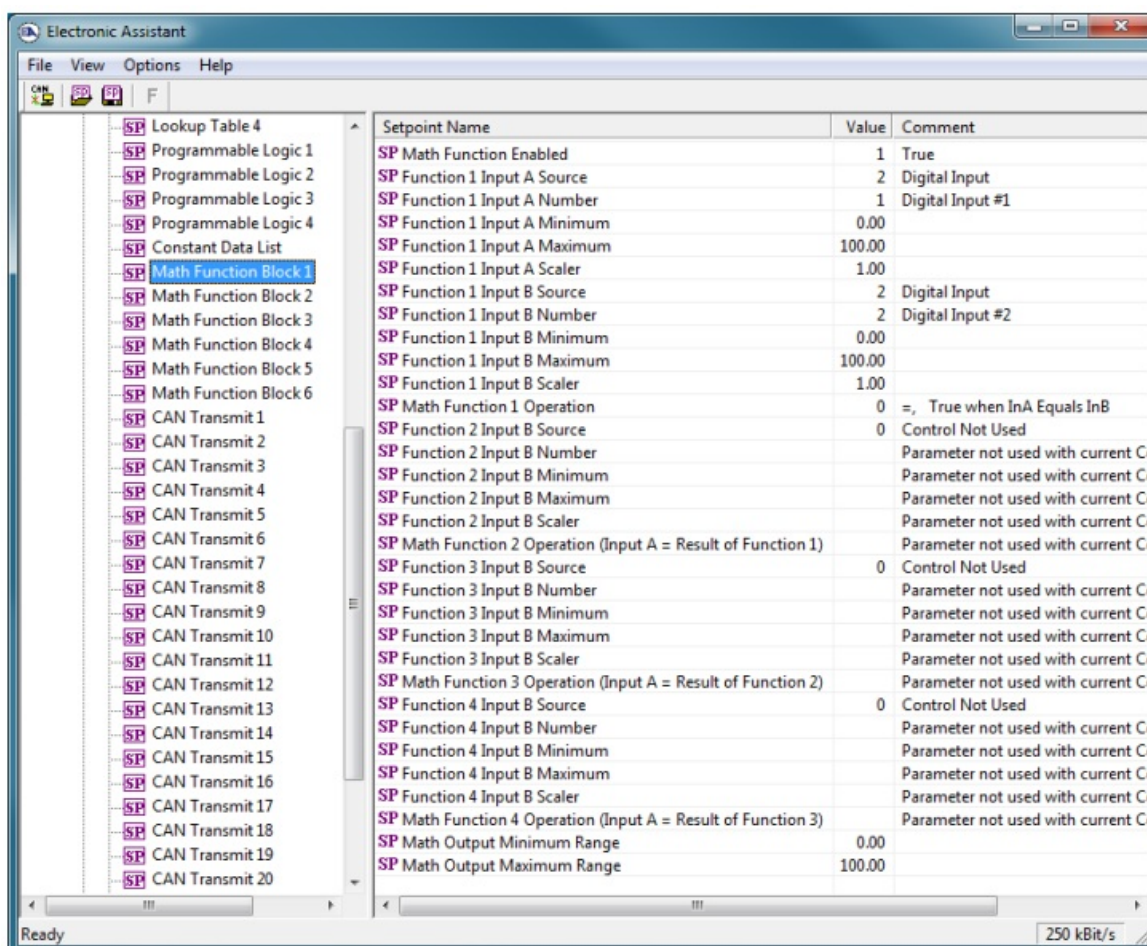 Electronic Assistant
File View Options Help
CAN SP SP F
SP Lookup Table 4
SP Programmable Logic 1
SP Programmable Logic 2
SP Programmable Logic 3
SP Programmable Logic 4
SP Constant Data List
SP Math Function Block 1
SP Math Function Block 2
SP Math Function Block 3
SP Math Function Block 4
SP Math Function Block 5
SP Math Function Block 6
SP CAN Transmit 1
SP CAN Transmit 2
SP CAN Transmit 3
SP CAN Transmit 4
SP CAN Transmit 5
SP CAN Transmit 6
SP CAN Transmit 7
SP CAN Transmit 8
SP CAN Transmit 9
SP CAN Transmit 10
SP CAN Transmit 11
SP CAN Transmit 12
SP CAN Transmit 13
SP CAN Transmit 14
SP CAN Transmit 15
SP CAN Transmit 16
SP CAN Transmit 17
SP CAN Transmit 18
SP CAN Transmit 19
SP CAN Transmit 20
Setpoint Name Value Comment
SP Math Function Enabled 1 True
SP Function 1 Input A Source 2 Digital Input
SP Function 1 Input A Number 1 Digital Input #1
SP Function 1 Input A Minimum 0.00
SP Function 1 Input A Maximum 100.00
SP Function 1 Input A Scaler 1.00
SP Function 1 Input B Source 2 Digital Input
SP Function 1 Input B Number 2 Digital Input #2
SP Function 1 Input B Minimum 0.00
SP Function 1 Input B Maximum 100.00
SP Function 1 Input B Scaler 1.00
SP Math Function 1 Operation 0 =, True when InA Equals InB
SP Function 2 Input B Source 0 Control Not Used
SP Function 2 Input B Number Parameter not used with current C
SP Function 2 Input B Minimum Parameter not used with current C
SP Function 2 Input B Maximum Parameter not used with current C
SP Function 2 Input B Scaler Parameter not used with current C
SP Math Function 2 Operation (Input A = Result of Function 1) Parameter not used with current C
SP Function 3 Input B Source 0 Control Not Used
SP Function 3 Input B Number Parameter not used with current C
SP Function 3 Input B Minimum Parameter not used with current C
SP Function 3 Input B Maximum Parameter not used with current C
SP Function 3 Input B Scaler Parameter not used with current C
SP Math Function 3 Operation (Input A = Result of Function 2) Parameter not used with current C
SP Function 4 Input B Source 0 Control Not Used
SP Function 4 Input B Number Parameter not used with current C
SP Function 4 Input B Minimum Parameter not used with current C
SP Function 4 Input B Maximum Parameter not used with current C
SP Function 4 Input B Scaler Parameter not used with current C
SP Math Function 4 Operation (Input A = Result of Function 3) Parameter not used with current C
SP Math Output Minimum Range 0.00
SP Math Output Maximum Range 100.00
Ready 250 kBit/s